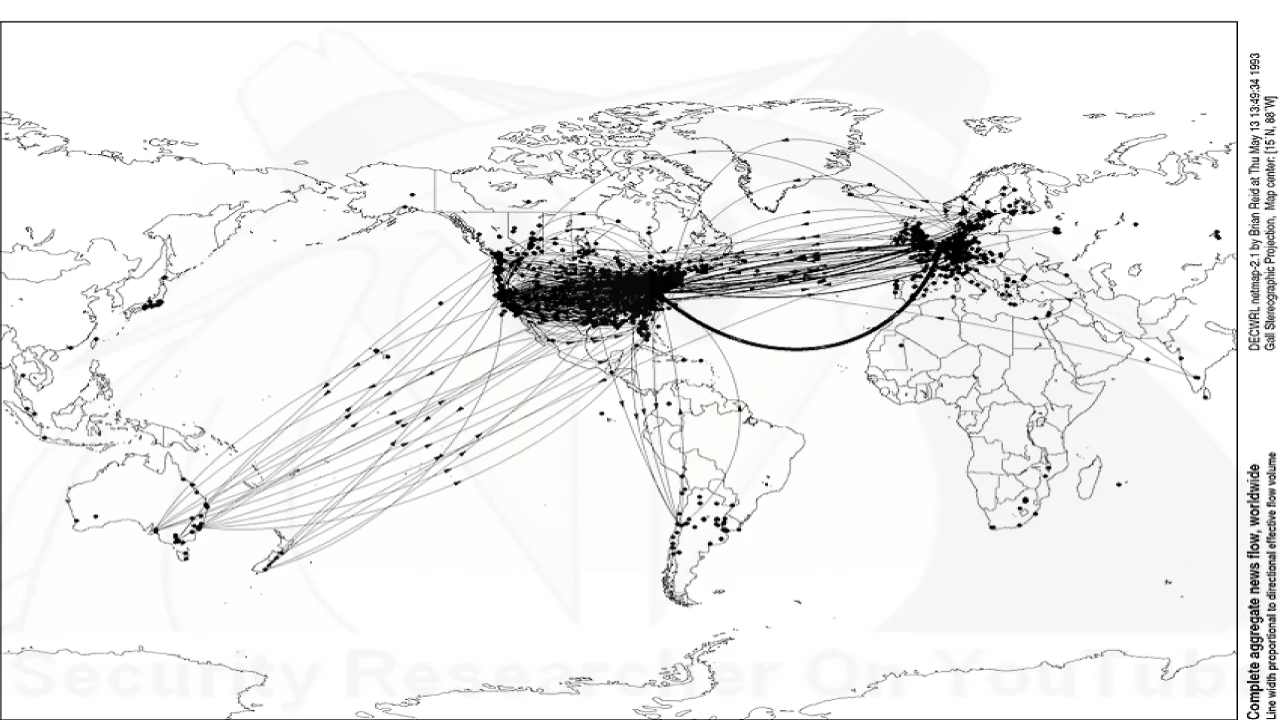 DECWRL netmap-2.1 by Brian Reid at Thu May 13 13:49:34 1993
Gall Stereographic Projection, Map center: [15°N, 88°W]
Complete aggregate news flow, worldwide
Line width proportional to directional effective flow volume
Security Researcher On YouTube